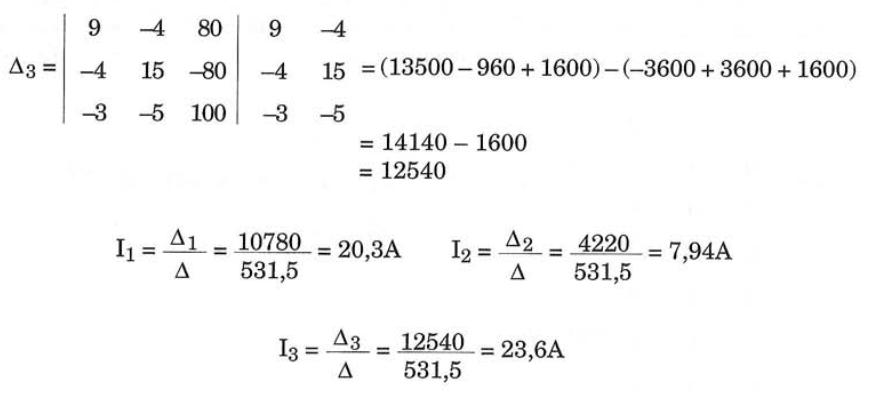 9 –4 80 9 –4
Δ3 = –4 15 –80 –4 15 = (13500 – 960 + 1600) – (–3600 + 3600 + 1600)
–3 –5 100 –3 –5
= 14140 – 1600
= 12540
I1 = Δ1/Δ = 10780/531,5 = 20,3A I2 = Δ2/Δ = 4220/531,5 = 7,94A
I3 = Δ3/Δ = 12540/531,5 = 23,6A